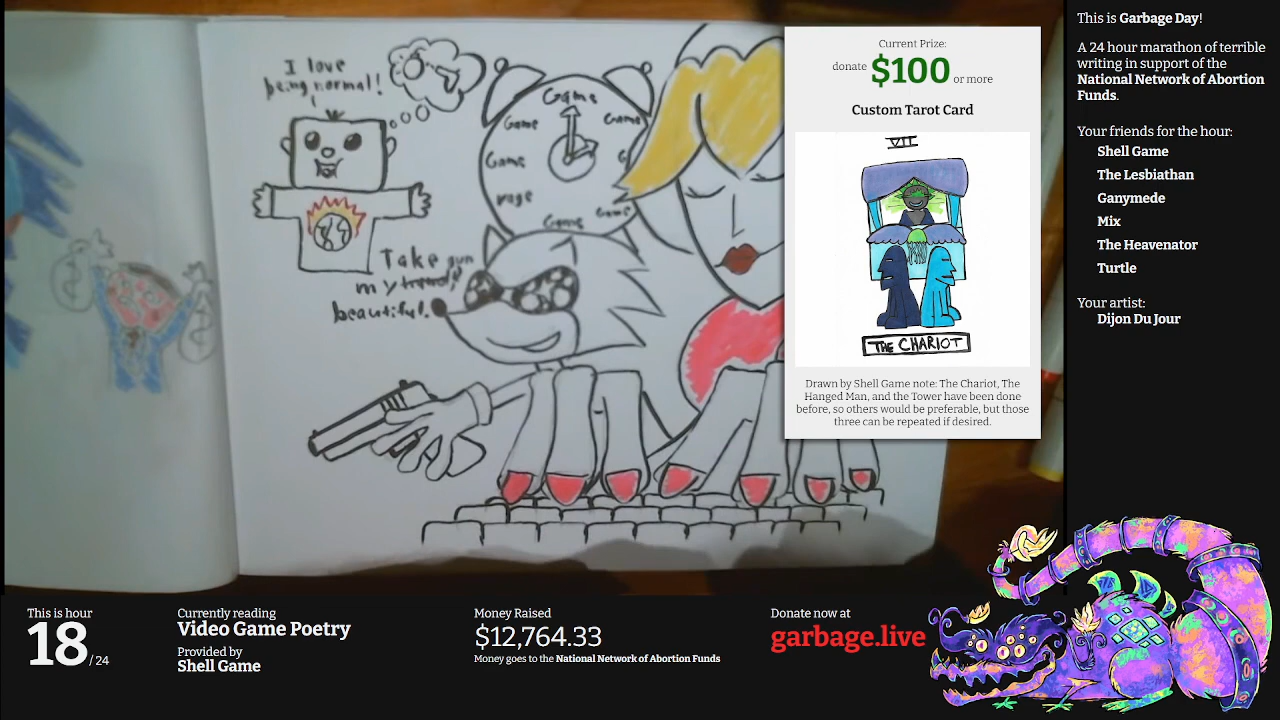 I love
being normal!
Game
Game
Game
Game
G
rage
Game
Game
Take gun
my
beautiful.
Current Prize:
donate $100 or more
Custom Tarot Card
VII
THE CHARIOT
Drawn by Shell Game note: The Chariot, The
Hanged Man, and the Tower have been done
before, so others would be preferable, but those
three can be repeated if desired.
This is Garbage Day!
A 24 hour marathon of terrible
writing in support of the
National Network of Abortion
Funds.
Your friends for the hour:
Shell Game
The Lesbiathan
Ganymede
Mix
The Heavenator
Turtle
Your artist:
Dijon Du Jour
This is hour
18 / 24
Currently reading
Video Game Poetry
Provided by
Shell Game
Money Raised
$12,764.33
Money goes to the National Network of Abortion Funds
Donate now at
garbage.live